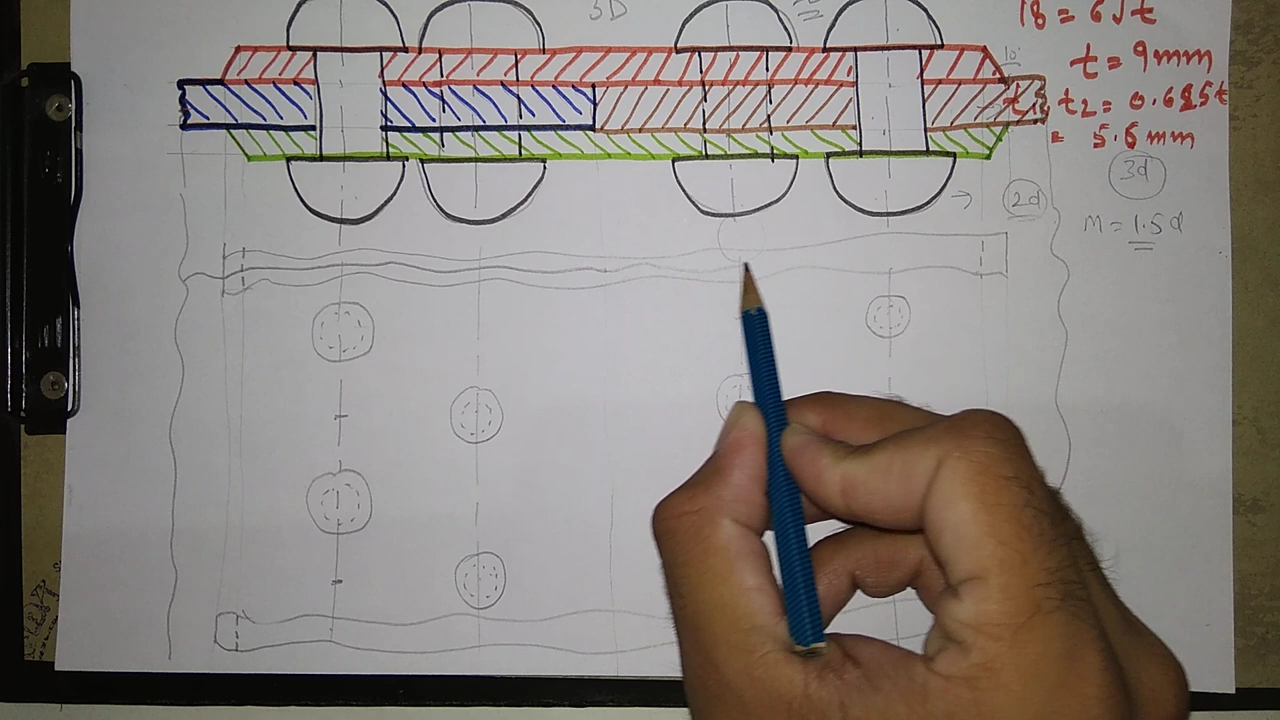 3D
18 = 6√t
t = 9mm
10°
t₂ = 0.625t
= 5.6 mm
3d
2d
M = 1.5d